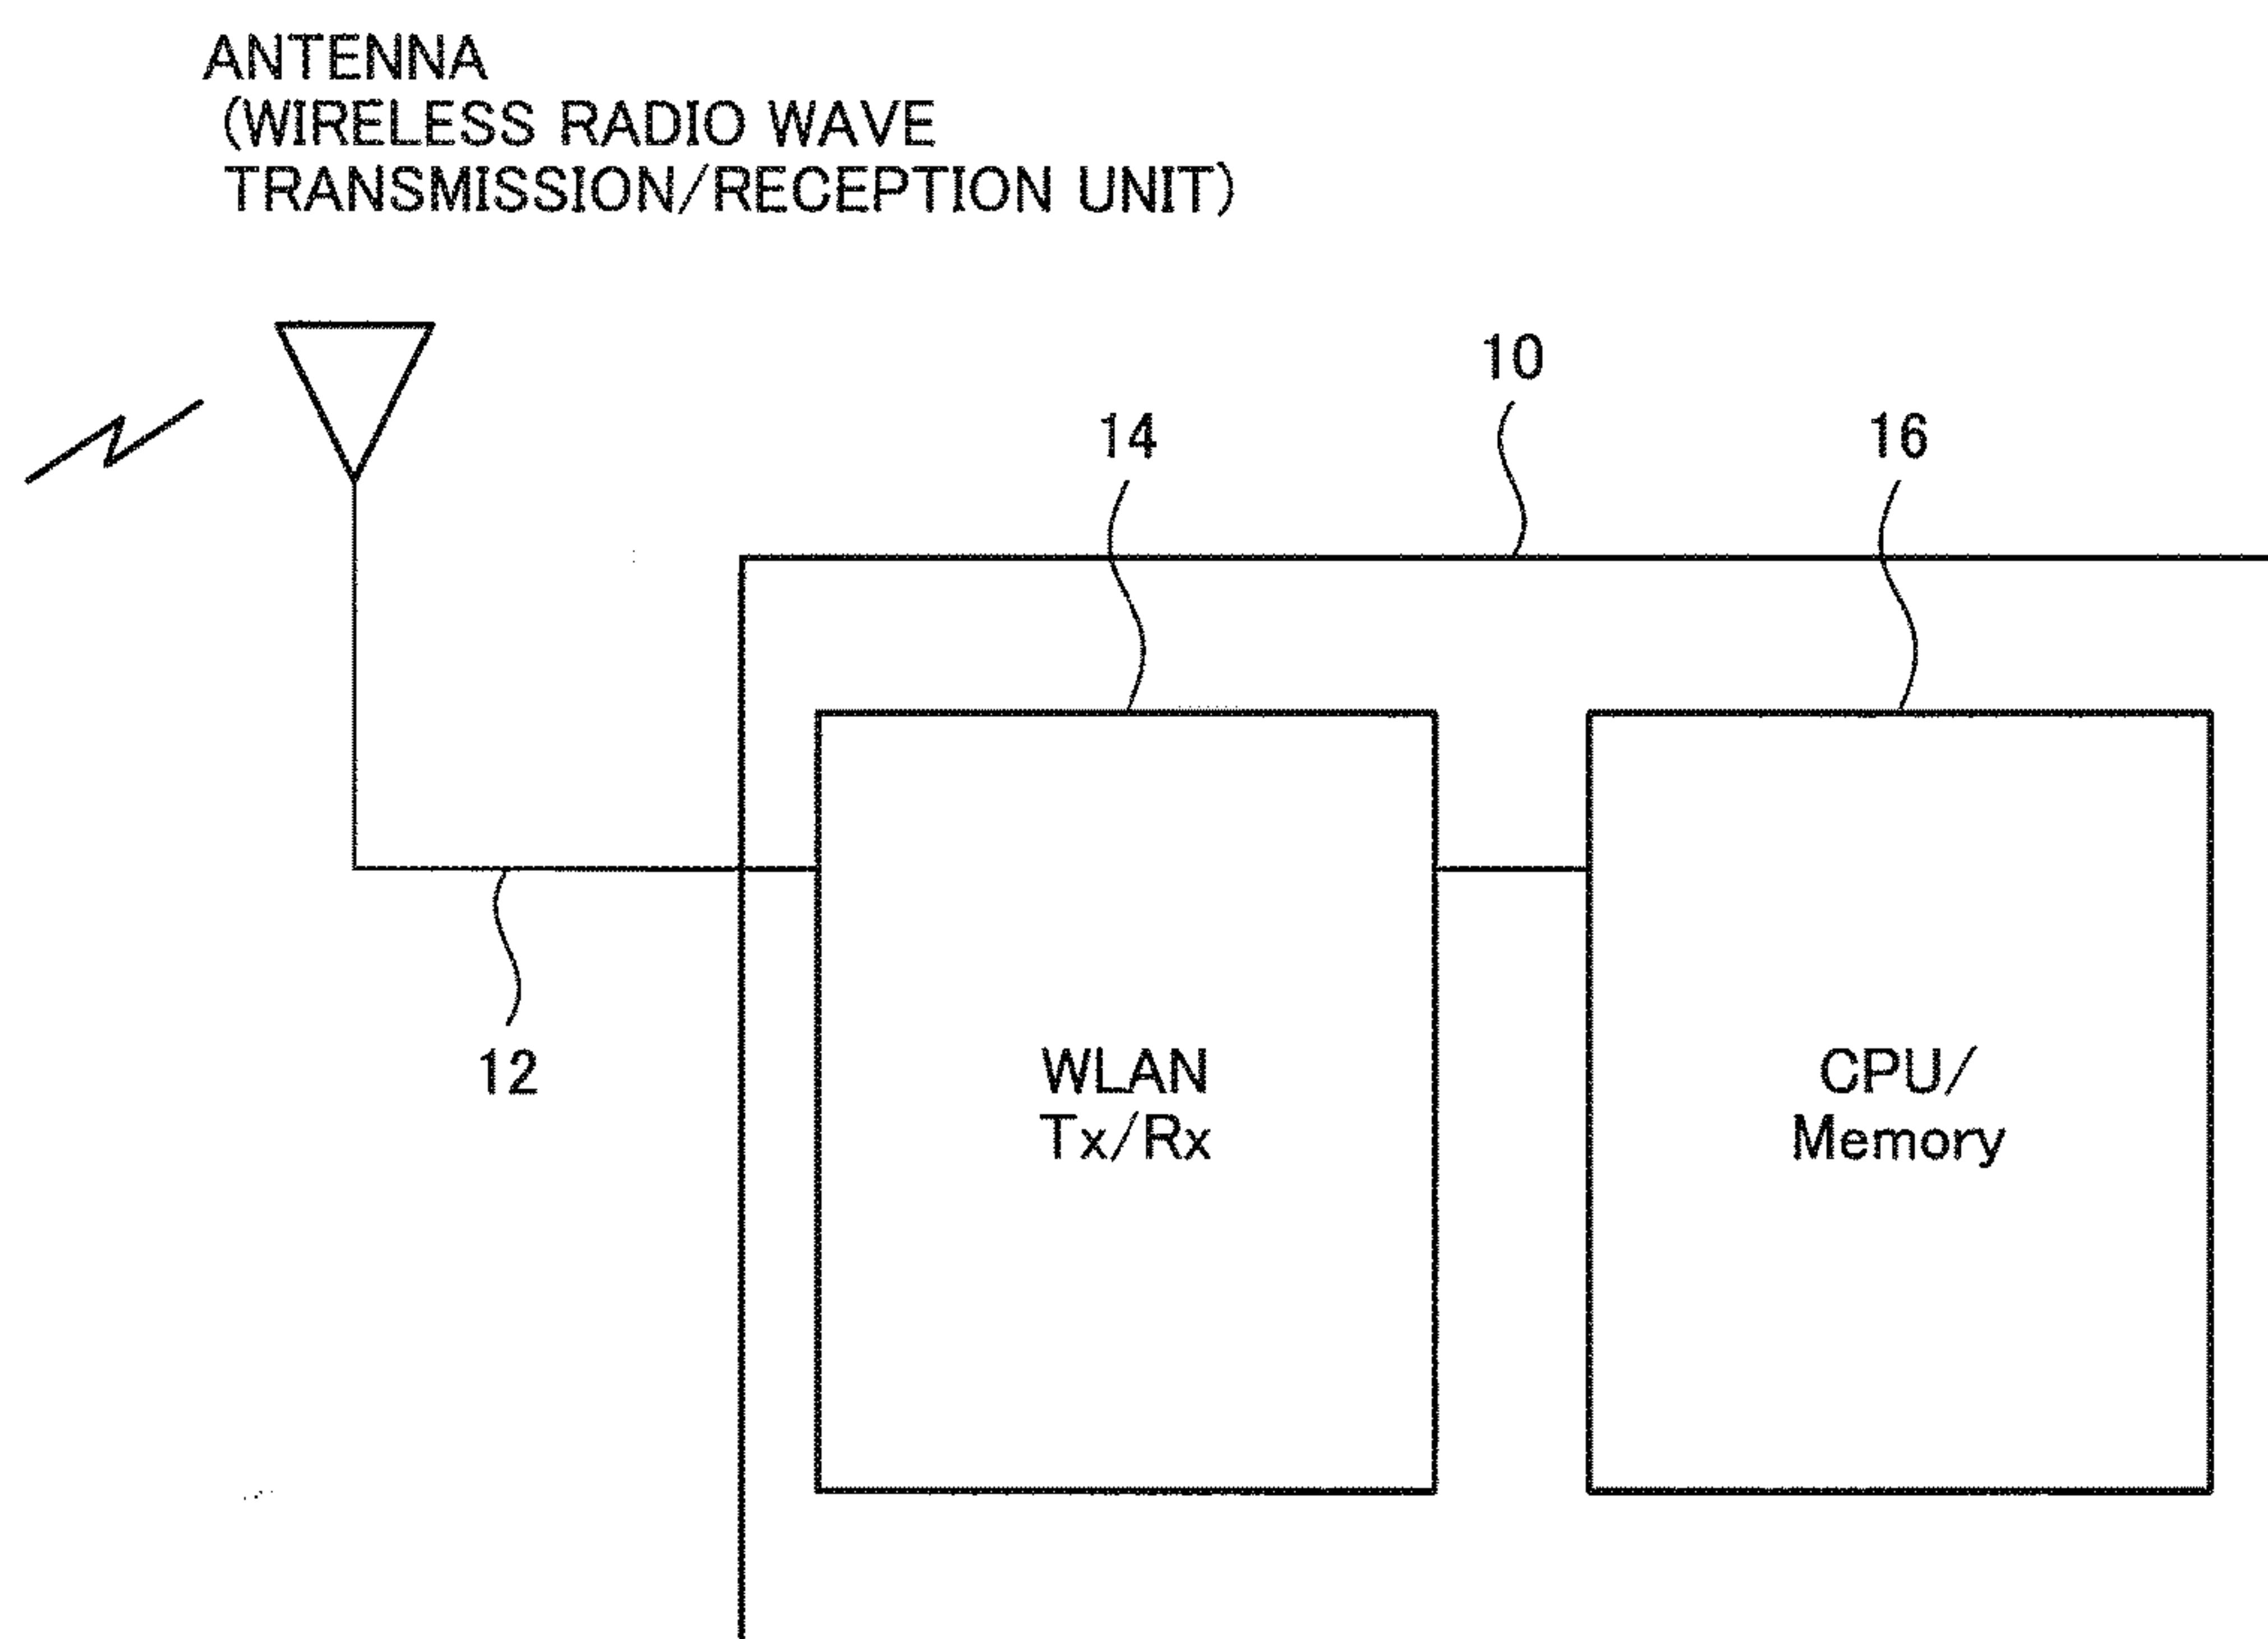 ANTENNA
(WIRELESS RADIO WAVE
TRANSMISSION/RECEPTION UNIT)
10
14
16
12
WLAN
Tx/Rx
CPU/
Memory